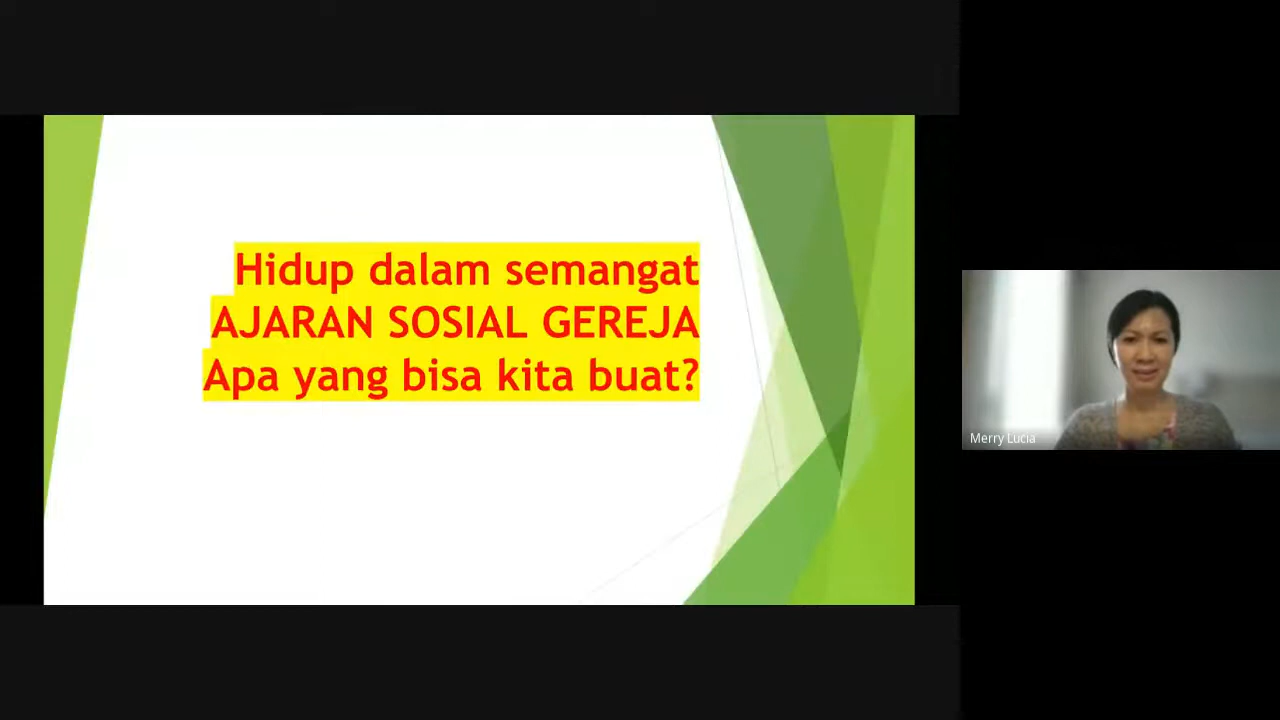 Hidup dalam semangat
AJARAN SOSIAL GEREJA
Apa yang bisa kita buat?
Merry Lucia